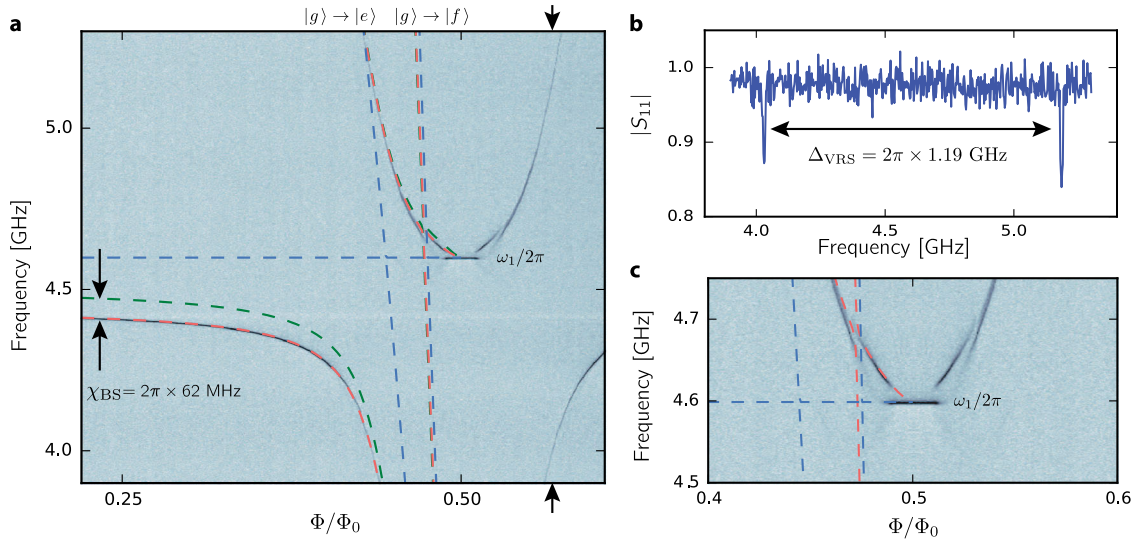 a
|g⟩ → |e⟩ |g⟩ → |f⟩
5.0
4.5
4.0
Frequency [GHz]
ω₁/2π
χ_BS = 2π × 62 MHz
0.25
0.50
Φ/Φ₀
b
1.0
0.9
0.8
|S₁₁|
Δ_VRS = 2π × 1.19 GHz
4.0
4.5
5.0
Frequency [GHz]
c
4.7
4.6
4.5
Frequency [GHz]
ω₁/2π
0.4
0.5
0.6
Φ/Φ₀